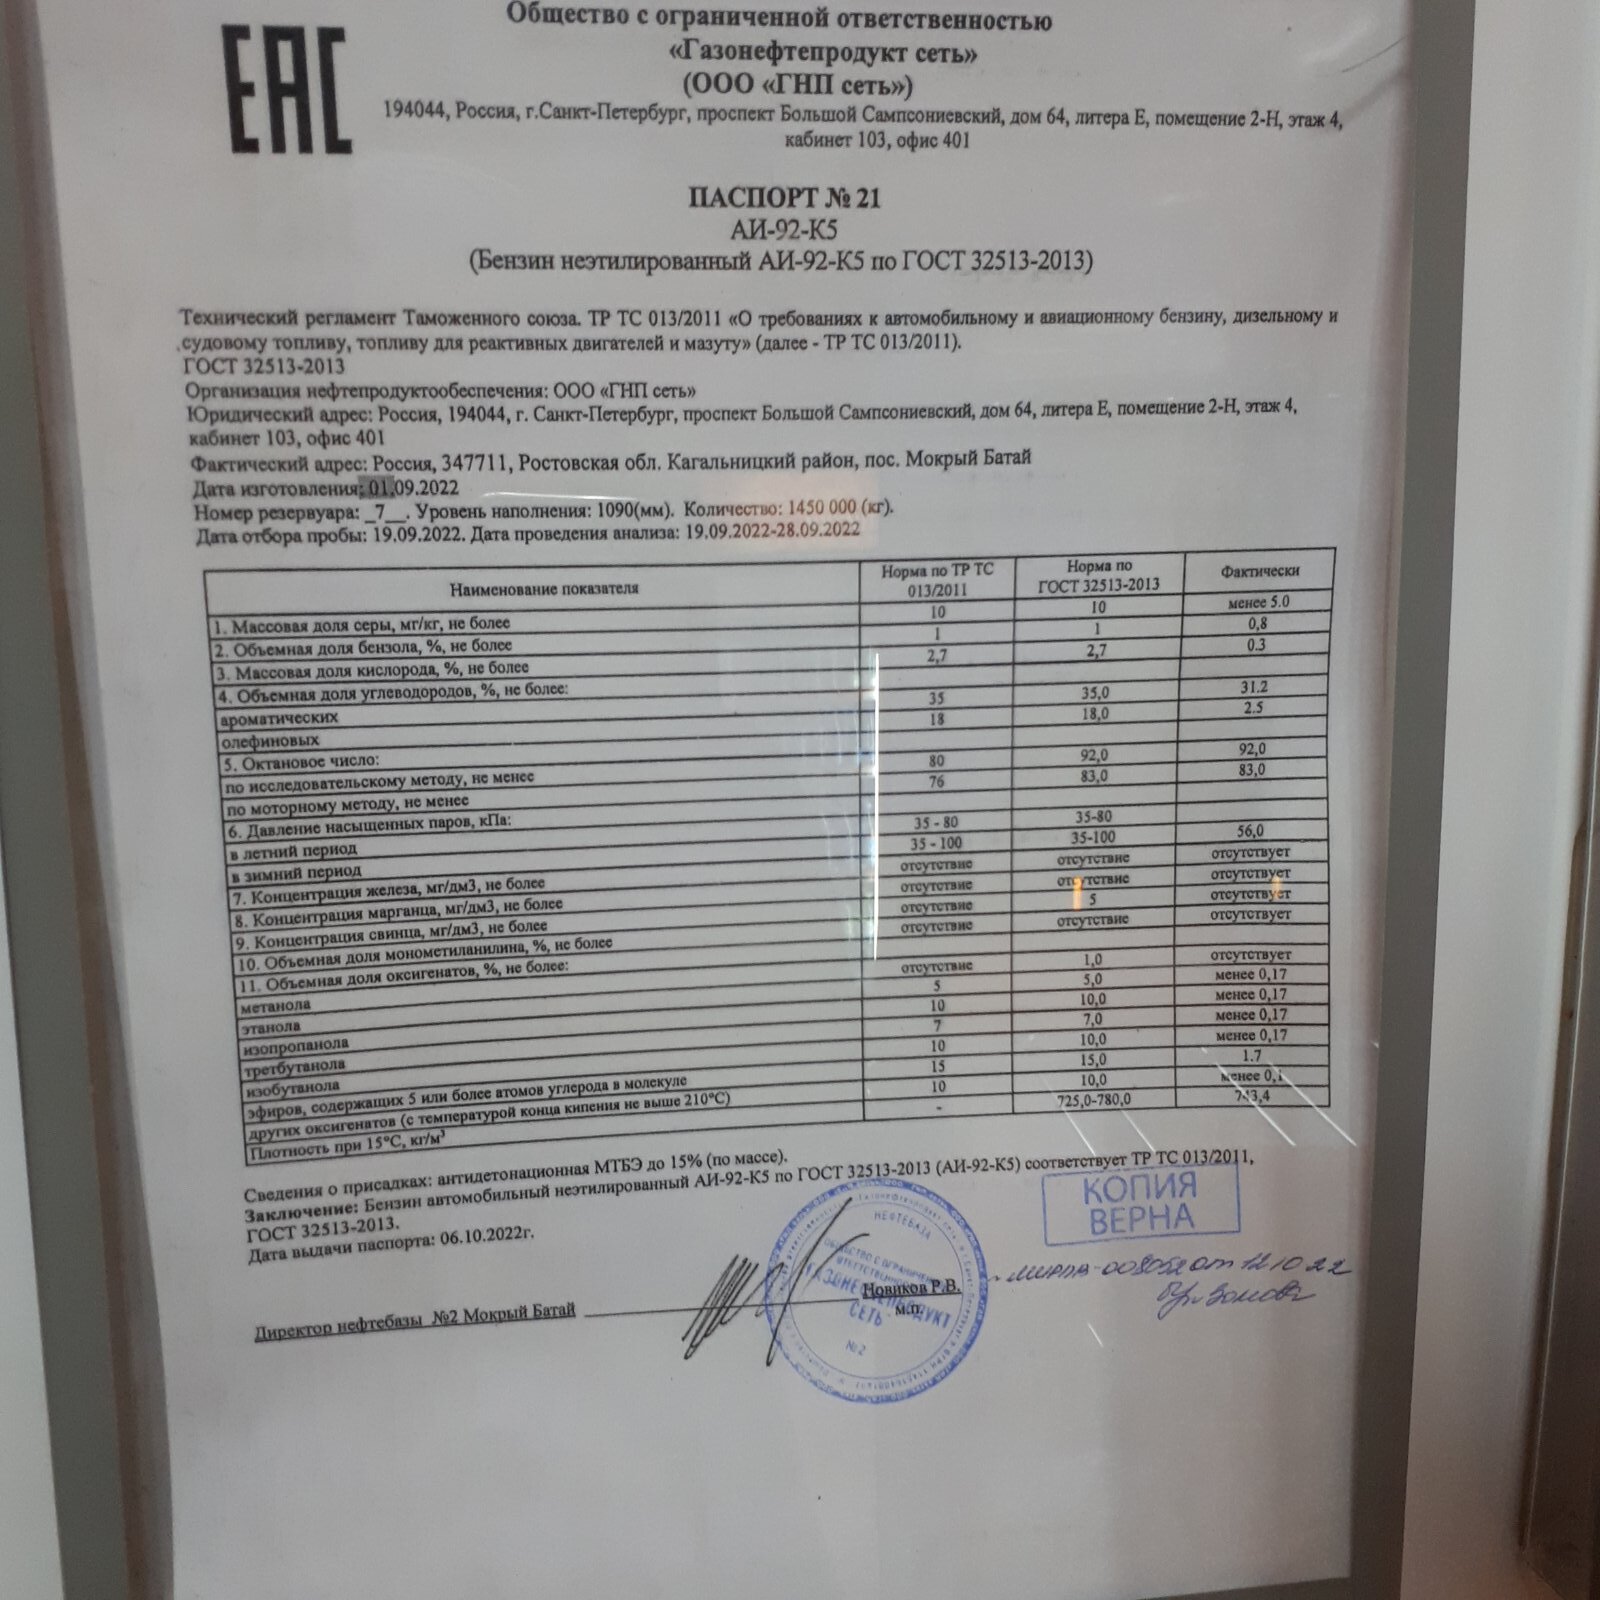 ЕАС
Общество с ограниченной ответственностью
«Газонефтепродукт сеть»
(ООО «ГНП сеть»)
194044, Россия, г.Санкт-Петербург, проспект Большой Сампсониевский, дом 64, литера Е, помещение 2-Н, этаж 4,
кабинет 103, офис 401
ПАСПОРТ № 21
АИ-92-К5
(Бензин неэтилированный АИ-92-К5 по ГОСТ 32513-2013)
Технический регламент Таможенного союза. ТР ТС 013/2011 «О требованиях к автомобильному и авиационному бензину, дизельному и
судовому топливу, топливу для реактивных двигателей и мазуту» (далее - ТР ТС 013/2011).
ГОСТ 32513-2013
Организация нефтепродуктообеспечения: ООО «ГНП сеть»
Юридический адрес: Россия, 194044, г. Санкт-Петербург, проспект Большой Сампсониевский, дом 64, литера Е, помещение 2-Н, этаж 4,
кабинет 103, офис 401
Фактический адрес: Россия, 347711, Ростовская обл. Кагальницкий район, пос. Мокрый Батай
Дата изготовления: 01.09.2022
Номер резервуара: _7__. Уровень наполнения: 1090(мм). Количество: 1450 000 (кг).
Дата отбора пробы: 19.09.2022. Дата проведения анализа: 19.09.2022-28.09.2022
Наименование показателя Норма по ТР ТС 013/2011 Норма по ГОСТ 32513-2013 Фактически
1. Массовая доля серы, мг/кг, не более 10 10 менее 5.0
2. Объемная доля бензола, %, не более 1 1 0,8
3. Массовая доля кислорода, %, не более 2,7 2,7 0.3
4. Объемная доля углеводородов, %, не более:
ароматических 35 35,0 31.2
олефиновых 18 18,0 2.5
5. Октановое число:
по исследовательскому методу, не менее 80 92,0 92,0
по моторному методу, не менее 76 83,0 83,0
6. Давление насыщенных паров, кПа:
в летний период 35 - 80 35-80
в зимний период 35 - 100 35-100 56,0
7. Концентрация железа, мг/дм3, не более отсутствие отсутствие отсутствует
8. Концентрация марганца, мг/дм3, не более отсутствие отсутствие отсутствует
9. Концентрация свинца, мг/дм3, не более отсутствие 5 отсутствует
10. Объемная доля монометиланилина, %, не более отсутствие отсутствие отсутствует
11. Объемная доля оксигенатов, %, не более:
метанола отсутствие 1,0 отсутствует
этанола 5 5,0 менее 0,17
изопропанола 10 10,0 менее 0,17
третбутанола 7 7,0 менее 0,17
изобутанола 10 10,0 менее 0,17
эфиров, содержащих 5 или более атомов углерода в молекуле 15 15,0 1.7
других оксигенатов (с температурой конца кипения не выше 210°С) 10 10,0 менее 0,1
Плотность при 15°С, кг/м³ - 725,0-780,0 743,4
Сведения о присадках: антидетонационная МТБЭ до 15% (по массе).
Заключение: Бензин автомобильный неэтилированный АИ-92-К5 по ГОСТ 32513-2013 (АИ-92-К5) соответствует ТР ТС 013/2011,
ГОСТ 32513-2013.
Дата выдачи паспорта: 06.10.2022г.
КОПИЯ
ВЕРНА
Директор нефтебазы №2 Мокрый Батай Новиков Р.В.
м.п.
НЕФТЕБАЗА
ОБЩЕСТВО С ОГРАНИЧЕННОЙ
ОТВЕТСТВЕННОСТЬЮ
ГАЗОНЕФТЕПРОДУКТ
СЕТЬ
№2
от 12.10.22